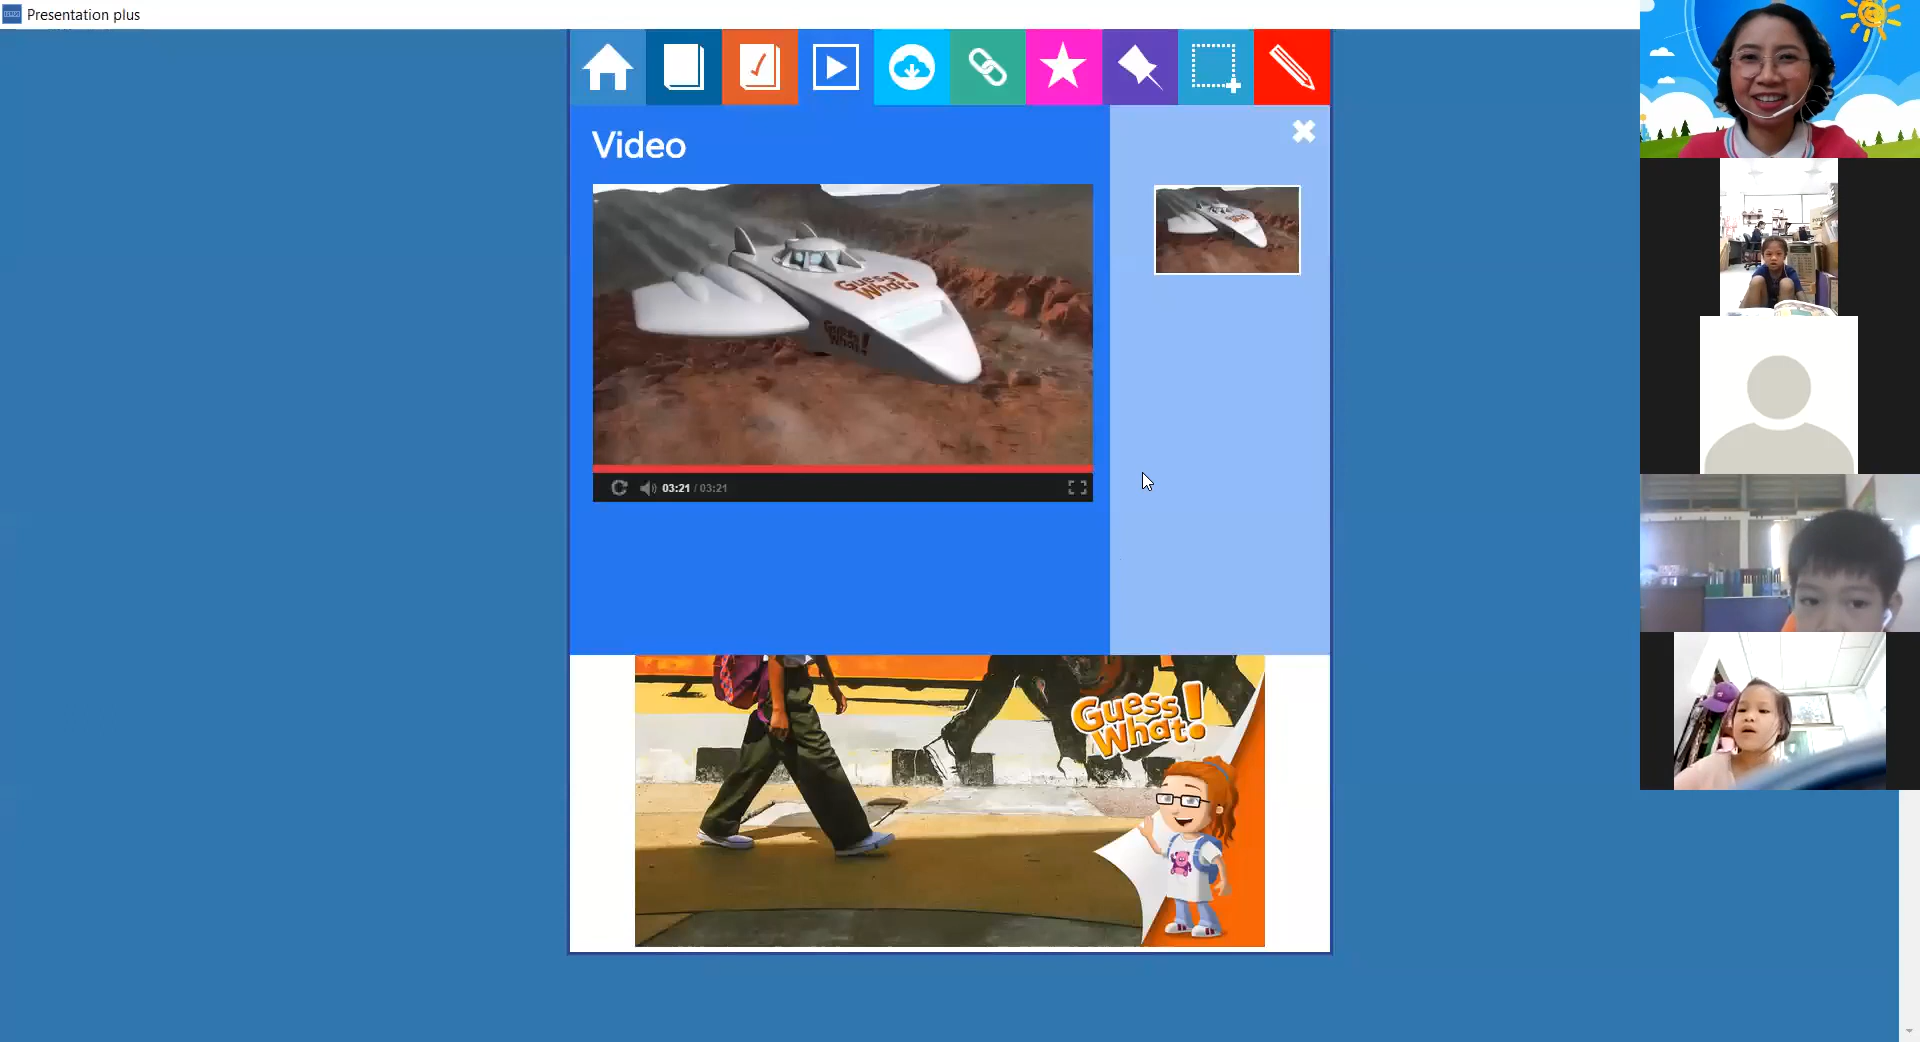 Presentation plus
Video
Guess
What!
Guess
What!
03:21 / 03:21
Guess
What!